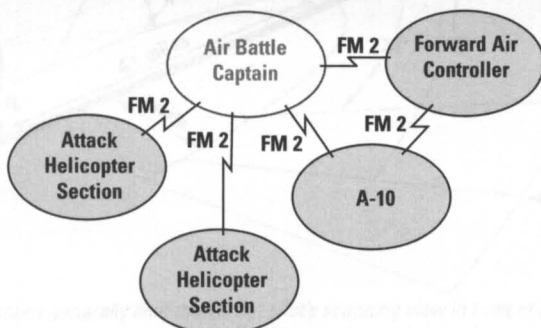 Air Battle
Captain
FM 2
Forward Air
Controller
FM 2
FM 2
FM 2
FM 2
Attack
Helicopter
Section
A-10
Attack
Helicopter
Section